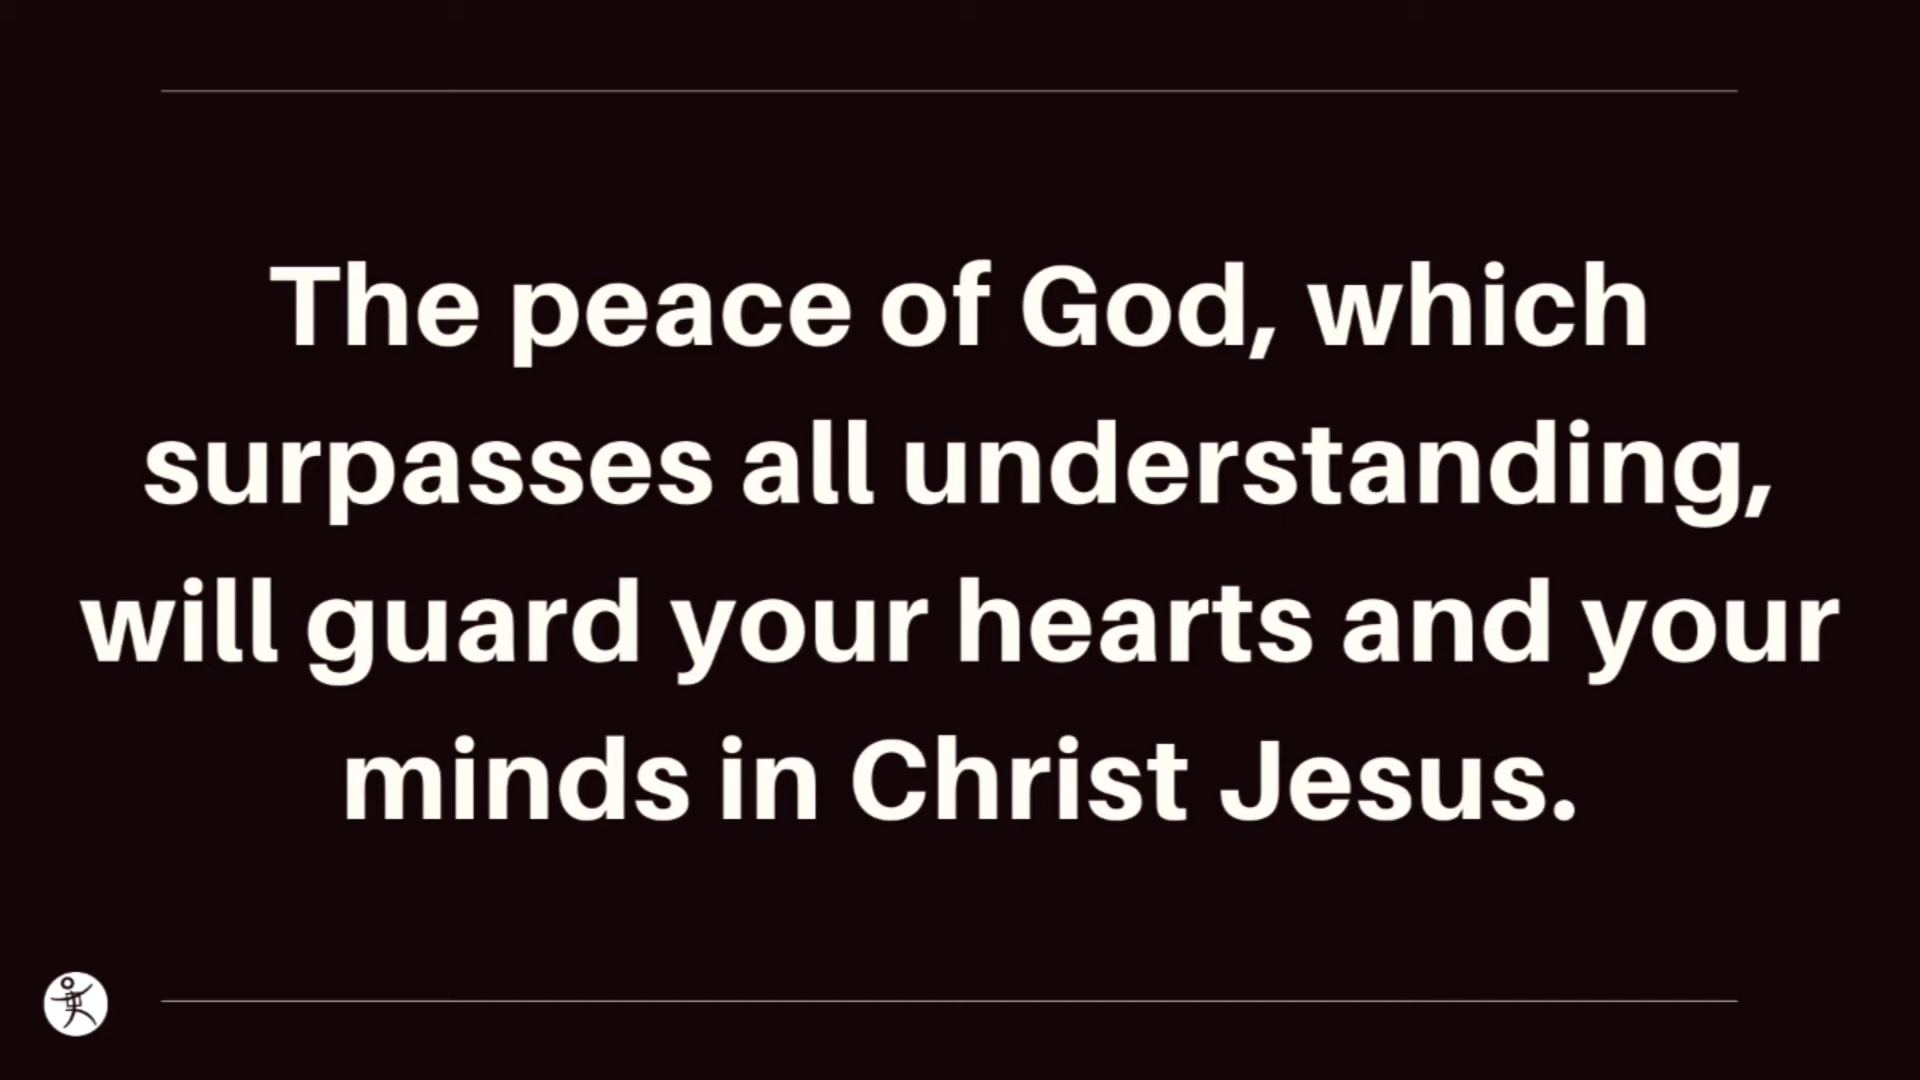 The peace of God, which
surpasses all understanding,
will guard your hearts and your
minds in Christ Jesus.